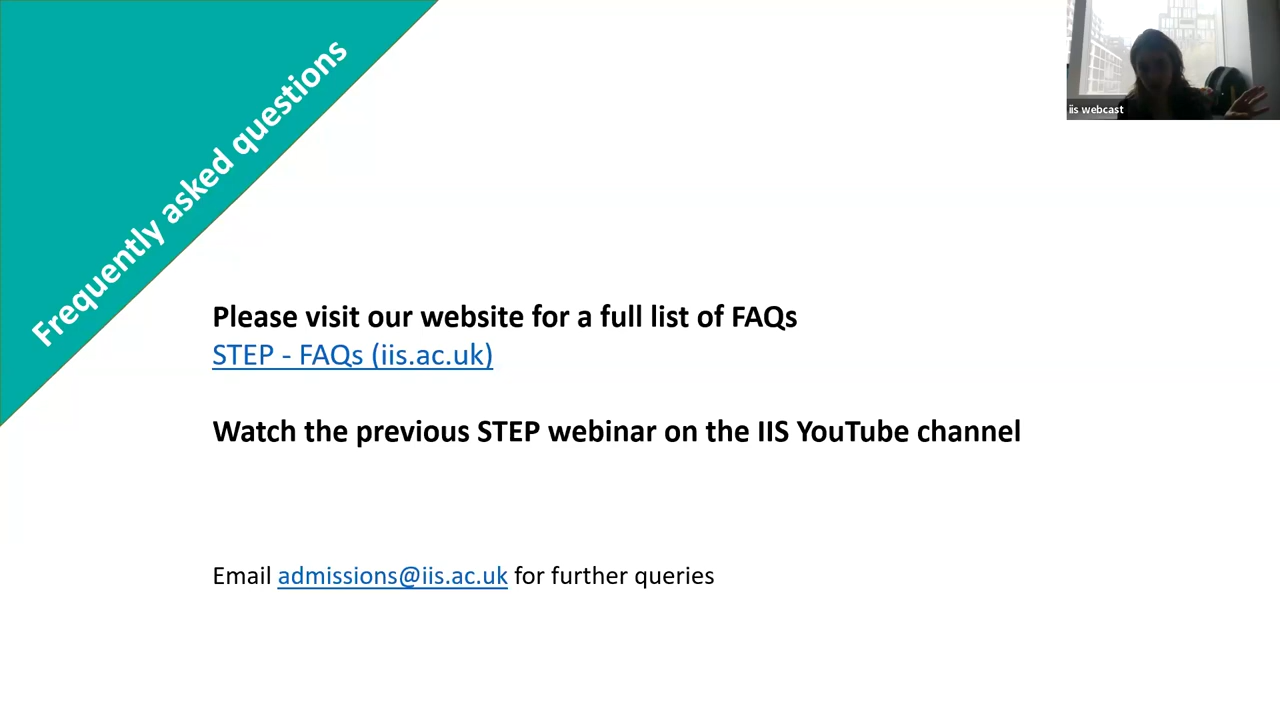 Frequently asked questions
iis webcast
Please visit our website for a full list of FAQs
STEP - FAQs (iis.ac.uk)
Watch the previous STEP webinar on the IIS YouTube channel
Email admissions@iis.ac.uk for further queries